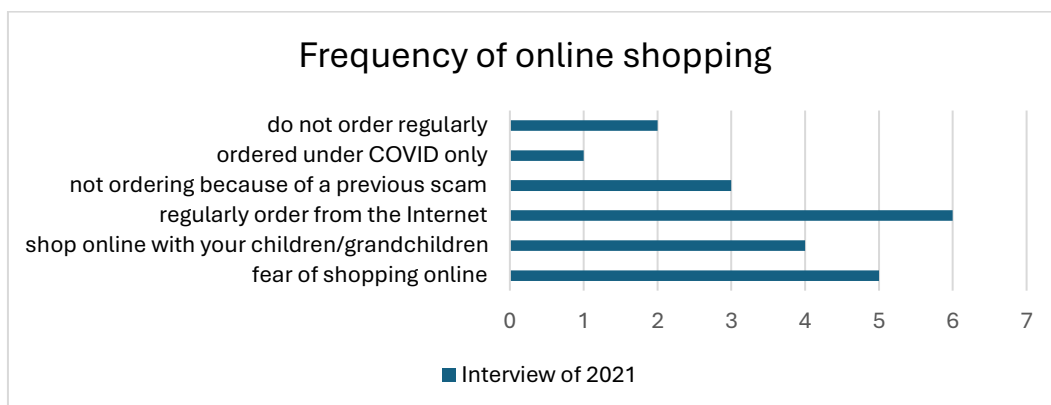 Frequency of online shopping
do not order regularly
ordered under COVID only
not ordering because of a previous scam
regularly order from the Internet
shop online with your children/grandchildren
fear of shopping online
0 1 2 3 4 5 6 7
Interview of 2021